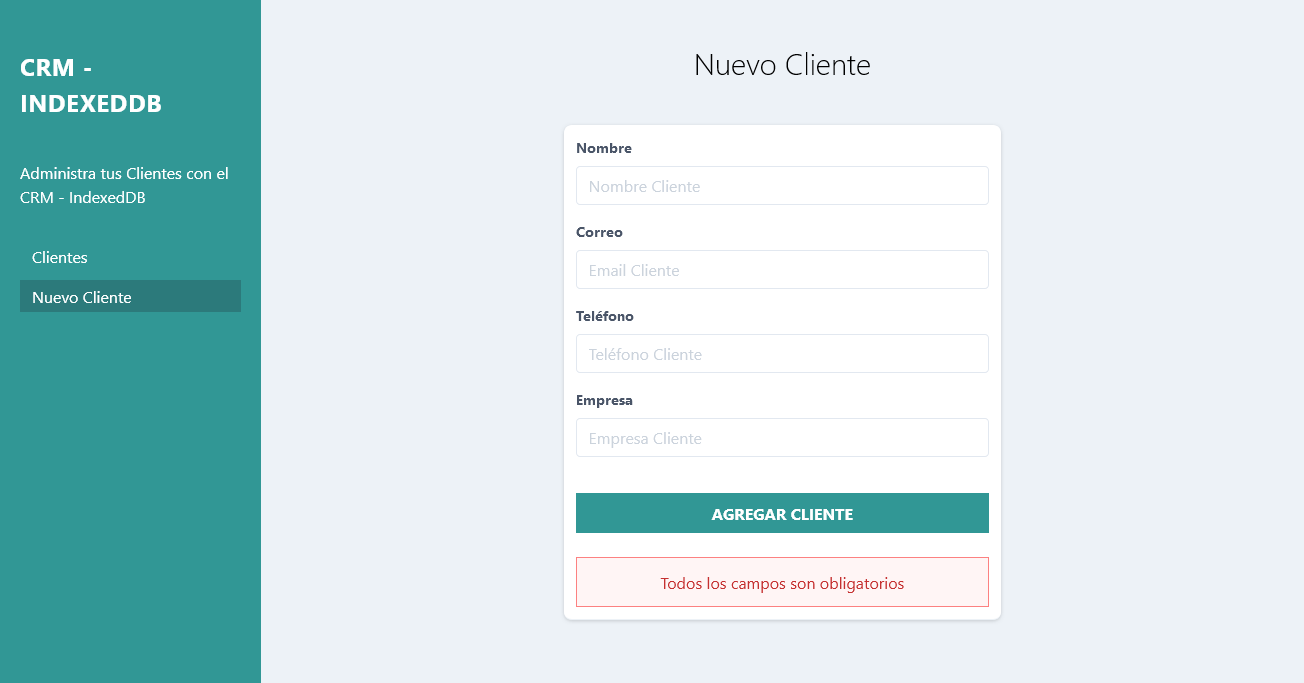 CRM -
INDEXEDDB
Administra tus Clientes con el
CRM - IndexedDB
Clientes
Nuevo Cliente
Nuevo Cliente
Nombre
Nombre Cliente
Correo
Email Cliente
Teléfono
Teléfono Cliente
Empresa
Empresa Cliente
AGREGAR CLIENTE
Todos los campos son obligatorios